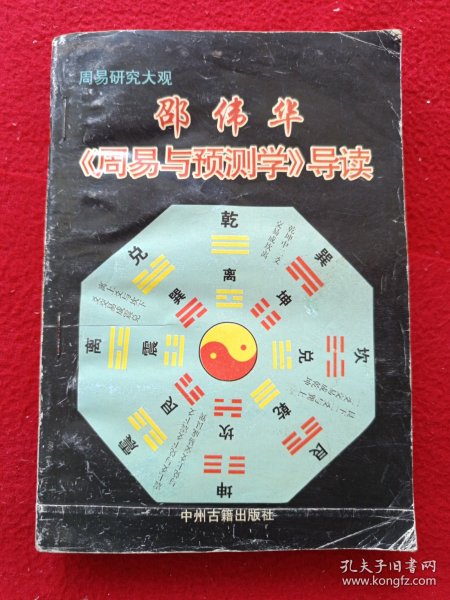 周易研究大观
邵伟华
《周易与预测学》导读
乾
兑
巽
离
巽
坤
离
震
兑
坎
艮
乾
震
坎
艮
坤
中州古籍出版社
孔夫子旧书网
www.kongfz.com